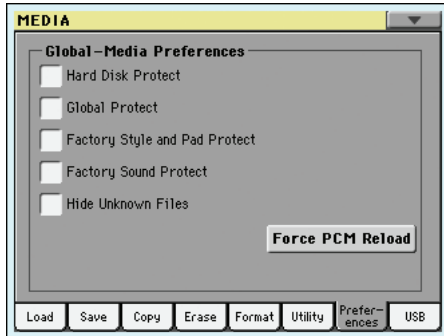 MEDIA
Global-Media Preferences
Hard Disk Protect
Global Protect
Factory Style and Pad Protect
Factory Sound Protect
Hide Unknown Files
Force PCM Reload
Load Save Copy Erase Format Utility Prefer-ences USB